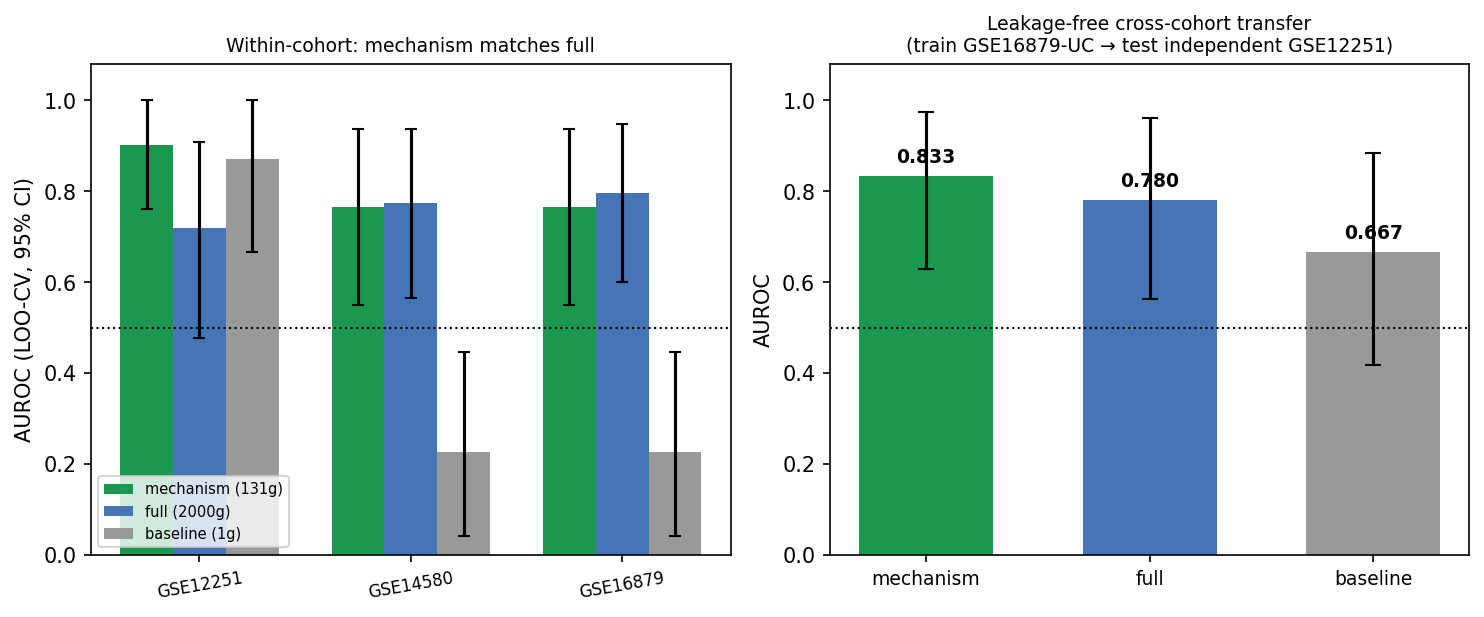 Within-cohort: mechanism matches full
AUROC (LOO-CV, 95% CI)
1.0
0.8
0.6
0.4
0.2
0.0
mechanism (131g)
full (2000g)
baseline (1g)
GSE12251
GSE14580
GSE16879
Leakage-free cross-cohort transfer
(train GSE16879-UC → test independent GSE12251)
AUROC
1.0
0.8
0.6
0.4
0.2
0.0
0.833
0.780
0.667
mechanism
full
baseline